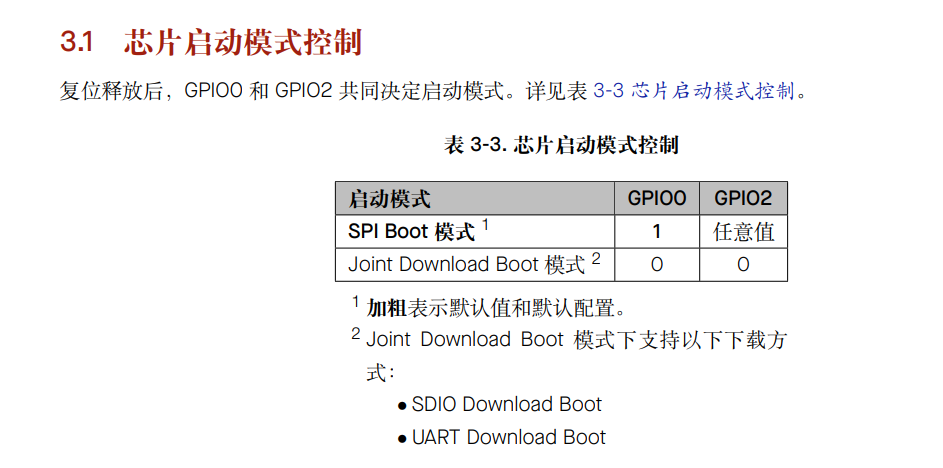 3.1 芯片启动模式控制
复位释放后，GPIO0 和 GPIO2 共同决定启动模式。详见表 3-3 芯片启动模式控制。
表 3-3. 芯片启动模式控制
启动模式 GPIO0 GPIO2
SPI Boot 模式 1 1 任意值
Joint Download Boot 模式 2 0 0
1 加粗表示默认值和默认配置。
2 Joint Download Boot 模式下支持以下下载方
式：
• SDIO Download Boot
• UART Download Boot